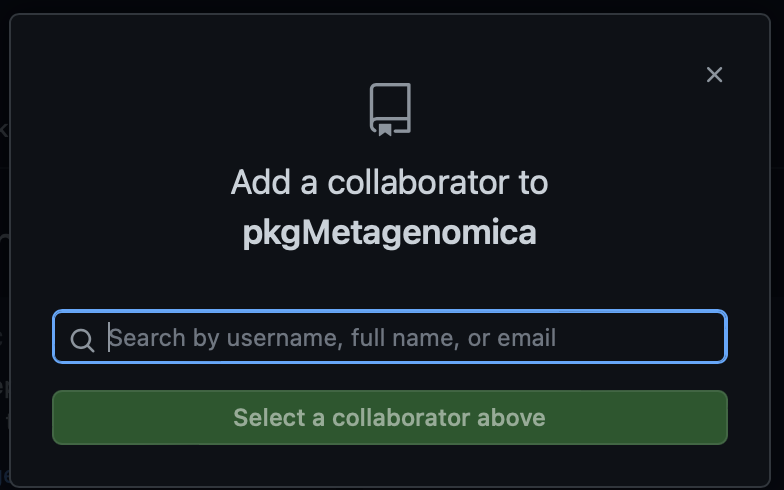 Add a collaborator to
pkgMetagenomica
Search by username, full name, or email
Select a collaborator above